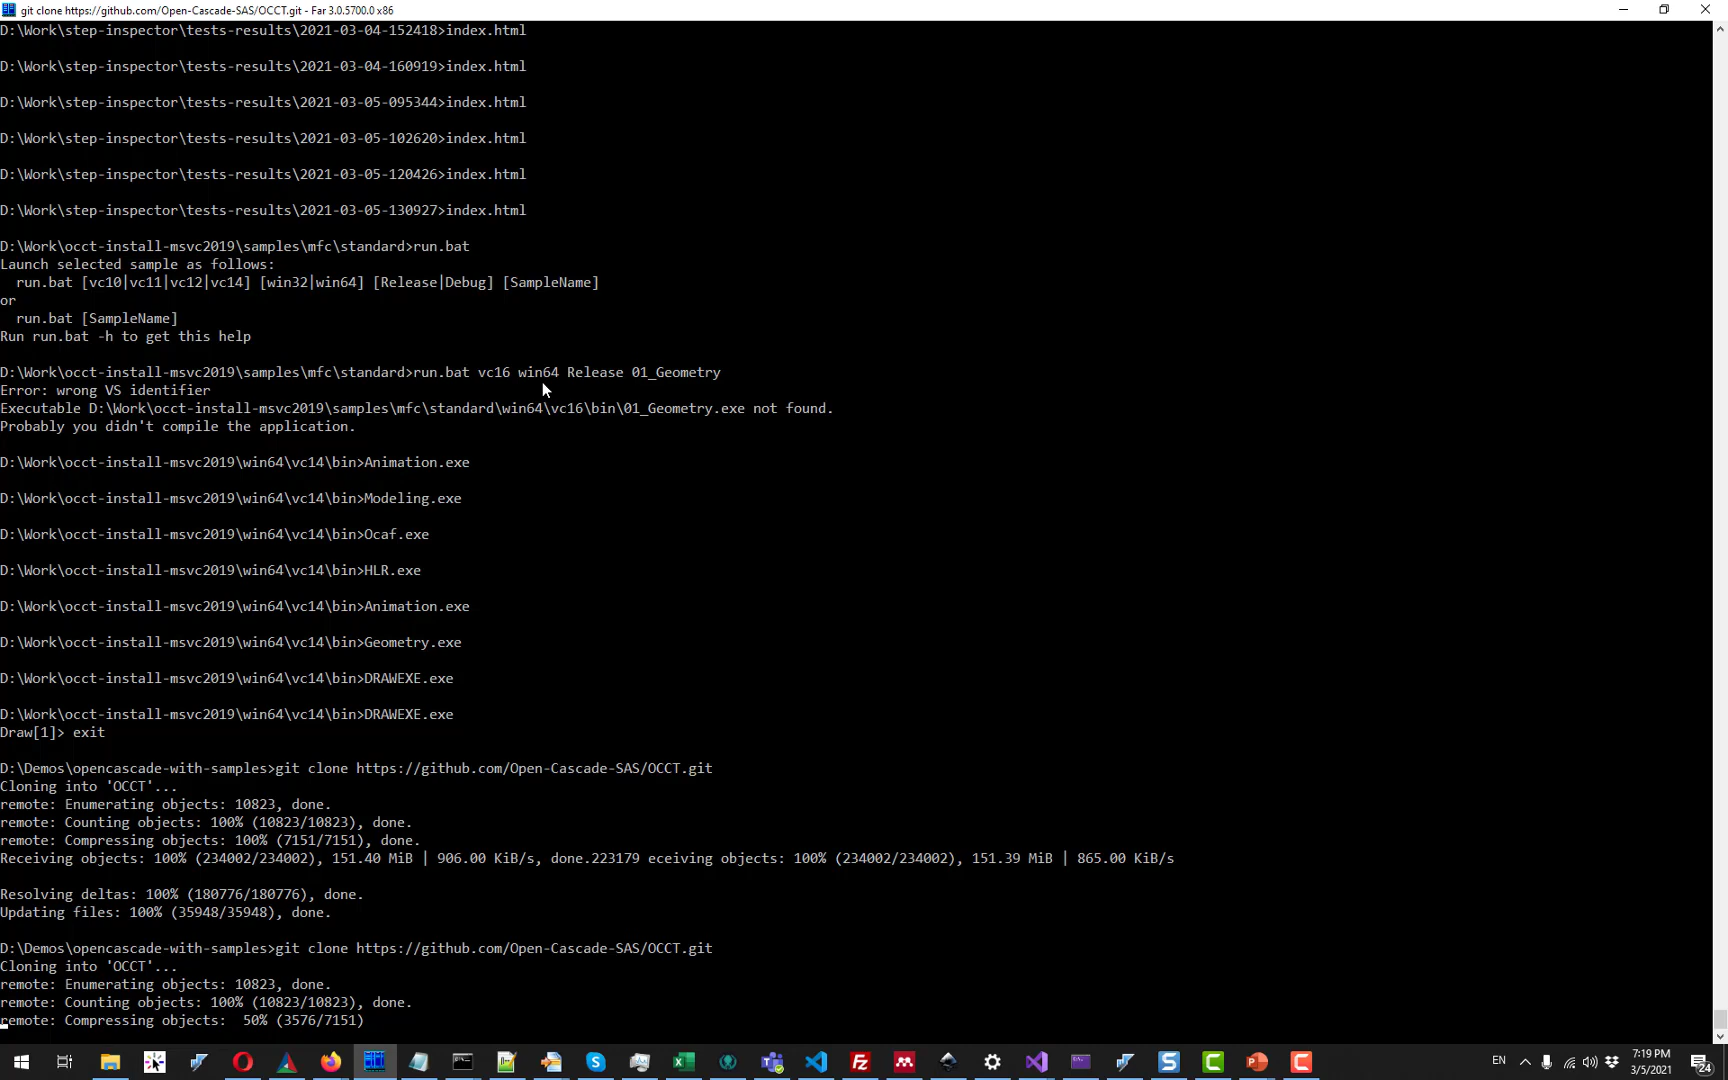 git clone https://github.com/Open-Cascade-SAS/OCCT.git - Far 3.0.5700.0 x86
D:\Work\step-inspector\tests-results\2021-03-04-152418>index.html
D:\Work\step-inspector\tests-results\2021-03-04-160919>index.html
D:\Work\step-inspector\tests-results\2021-03-05-095344>index.html
D:\Work\step-inspector\tests-results\2021-03-05-102620>index.html
D:\Work\step-inspector\tests-results\2021-03-05-120426>index.html
D:\Work\step-inspector\tests-results\2021-03-05-130927>index.html
D:\Work\occt-install-msvc2019\samples\mfc\standard>run.bat
Launch selected sample as follows:
run.bat [vc10|vc11|vc12|vc14] [win32|win64] [Release|Debug] [SampleName]
or
run.bat [SampleName]
Run run.bat -h to get this help
D:\Work\occt-install-msvc2019\samples\mfc\standard>run.bat vc16 win64 Release 01_Geometry
Error: wrong VS identifier
Executable D:\Work\occt-install-msvc2019\samples\mfc\standard\win64\vc16\bin\01_Geometry.exe not found.
Probably you didn't compile the application.
D:\Work\occt-install-msvc2019\win64\vc14\bin>Animation.exe
D:\Work\occt-install-msvc2019\win64\vc14\bin>Modeling.exe
D:\Work\occt-install-msvc2019\win64\vc14\bin>Ocaf.exe
D:\Work\occt-install-msvc2019\win64\vc14\bin>HLR.exe
D:\Work\occt-install-msvc2019\win64\vc14\bin>Animation.exe
D:\Work\occt-install-msvc2019\win64\vc14\bin>Geometry.exe
D:\Work\occt-install-msvc2019\win64\vc14\bin>DRAWEXE.exe
D:\Work\occt-install-msvc2019\win64\vc14\bin>DRAWEXE.exe
Draw[1]> exit
D:\Demos\opencascade-with-samples>git clone https://github.com/Open-Cascade-SAS/OCCT.git
Cloning into 'OCCT'...
remote: Enumerating objects: 10823, done.
remote: Counting objects: 100% (10823/10823), done.
remote: Compressing objects: 100% (7151/7151), done.
Receiving objects: 100% (234002/234002), 151.40 MiB | 906.00 KiB/s, done.223179 eceiving objects: 100% (234002/234002), 151.39 MiB | 865.00 KiB/s
Resolving deltas: 100% (180776/180776), done.
Updating files: 100% (35948/35948), done.
D:\Demos\opencascade-with-samples>git clone https://github.com/Open-Cascade-SAS/OCCT.git
Cloning into 'OCCT'...
remote: Enumerating objects: 10823, done.
remote: Counting objects: 100% (10823/10823), done.
remote: Compressing objects:  50% (3576/7151)
EN
7:19 PM
3/5/2021
24